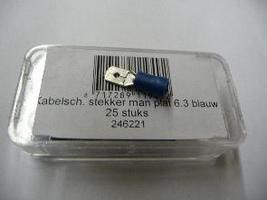 Kabelsch. stekker man plat 6.3 blauw
25 stuks
246221